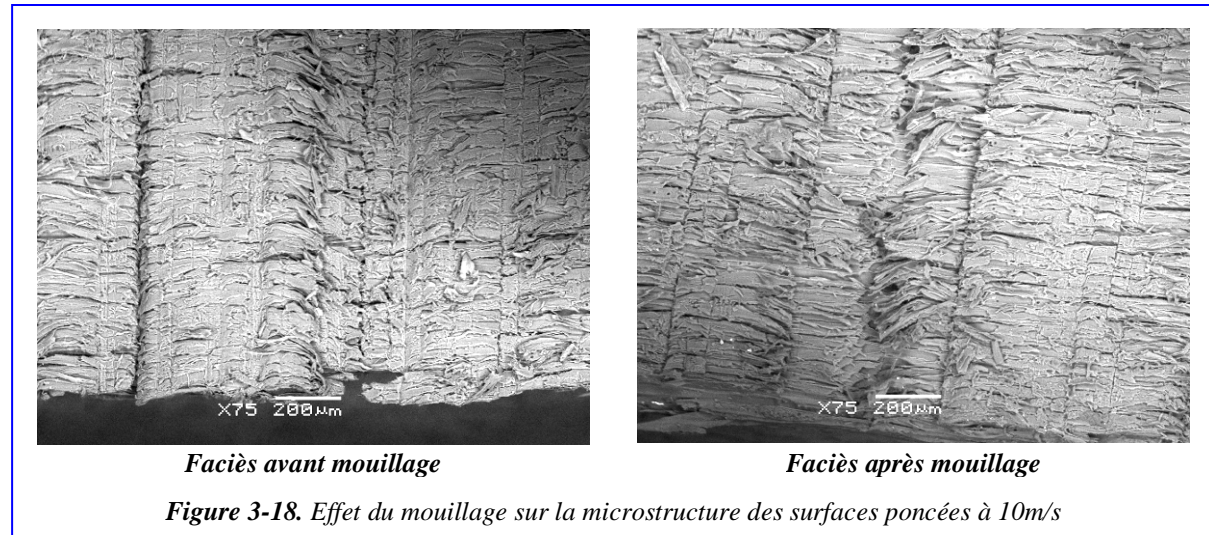 X75 200µm
X75 200µm
Faciès avant mouillage
Faciès après mouillage
Figure 3-18. Effet du mouillage sur la microstructure des surfaces poncées à 10m/s